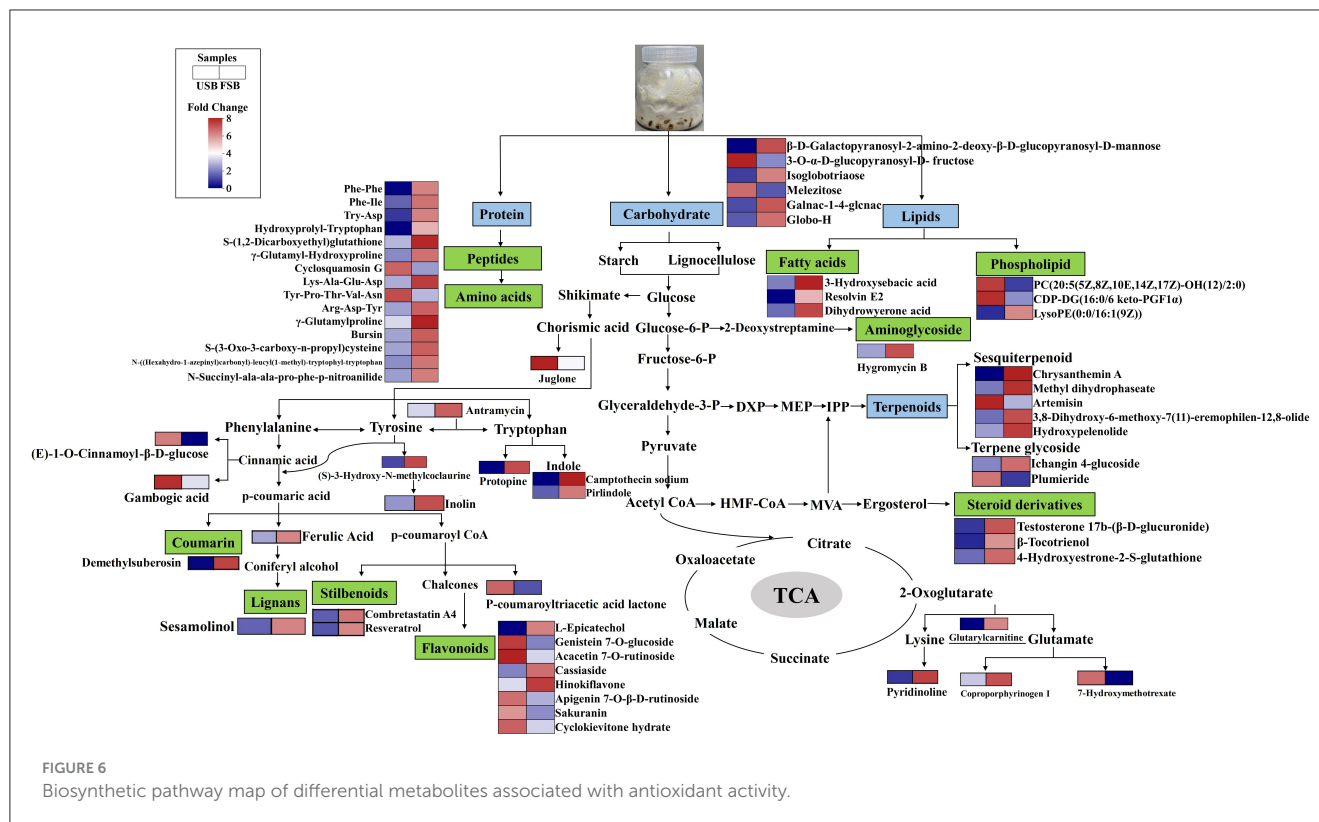 Samples
USB FSB
Fold Change
8
6
4
2
0
β-D-Galactopyranosyl-2-amino-2-deoxy-β-D-glucopyranosyl-D-mannose
3-O-α-D-glucopyranosyl-D- fructose
Isoglobotriaose
Melezitose
Galnac-1-4-glcnac
Globo-H
Protein
Carbohydrate
Lipids
Phe-Phe
Phe-Ile
Try-Asp
Hydroxyprolyl-Tryptophan
S-(1,2-Dicarboxyethyl)glutathione
γ-Glutamyl-Hydroxyproline
Cyclosquamosin G
Lys-Ala-Glu-Asp
Tyr-Pro-Thr-Val-Asn
Arg-Asp-Tyr
γ-Glutamylproline
Bursin
S-(3-Oxo-3-carboxy-n-propyl)cysteine
N-((Hexahydro-1-azepinyl)carbonyl)-leucyl(1-methyl)-tryptophyl-tryptophan
N-Succinyl-ala-ala-pro-phe-p-nitroanilide
Peptides
Amino acids
Starch
Lignocellulose
Fatty acids
3-Hydroxysebacic acid
Resolvin E2
Dihydrowyerone acid
Phospholipid
PC(20:5(5Z,8Z,10E,14Z,17Z)-OH(12)/2:0)
CDP-DG(16:0/6 keto-PGF1α)
LysoPE(0:0/16:1(9Z))
Shikimate
Glucose
Chorismic acid
Glucose-6-P
2-Deoxystreptamine
Aminoglycoside
Hygromycin B
Juglone
Fructose-6-P
Sesquiterpenoid
Chrysanthemin A
Methyl dihydrophaseate
Artemisin
3,8-Dihydroxy-6-methoxy-7(11)-eremophilen-12,8-olide
Hydroxypelenolide
Glyceraldehyde-3-P
DXP
MEP
IPP
Terpenoids
Terpene glycoside
Ichangin 4-glucoside
Plumieride
Antramycin
Phenylalanine
Tyrosine
Tryptophan
(E)-1-O-Cinnamoyl-β-D-glucose
Cinnamic acid
Gambogic acid
(S)-3-Hydroxy-N-methylcoclaurine
Inolin
Protopine
Indole
Camptothecin sodium
Pirlindole
Pyruvate
Acetyl CoA
HMF-CoA
MVA
Ergosterol
Steroid derivatives
Testosterone 17b-(β-D-glucuronide)
β-Tocotrienol
4-Hydroxyestrone-2-S-glutathione
p-coumaric acid
Coumarin
Demethylsuberosin
Ferulic Acid
p-coumaroyl CoA
Coniferyl alcohol
Lignans
Sesamolinol
Stilbenoids
Combretastatin A4
Resveratrol
Chalcones
P-coumaroyltriacetic acid lactone
Flavonoids
L-Epicatechol
Genistein 7-O-glucoside
Acacetin 7-O-rutinoside
Cassiaside
Hinokiflavone
Apigenin 7-O-β-D-rutinoside
Sakuranin
Cyclokievitone hydrate
Citrate
Oxaloacetate
TCA
2-Oxoglutarate
Malate
Succinate
Lysine
Glutarylcarnitine
Glutamate
Pyridinoline
Coproporphyrinogen 1
7-Hydroxymethotrexate
FIGURE 6
Biosynthetic pathway map of differential metabolites associated with antioxidant activity.